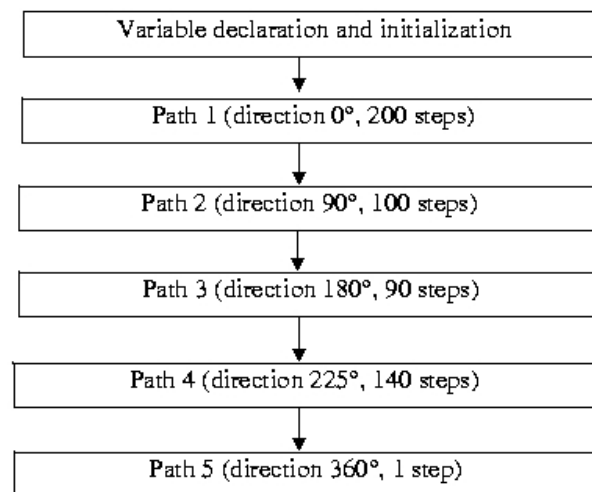 Variable declaration and initialization
Path 1 (direction 0°, 200 steps)
Path 2 (direction 90°, 100 steps)
Path 3 (direction 180°, 90 steps)
Path 4 (direction 225°, 140 steps)
Path 5 (direction 360°, 1 step)